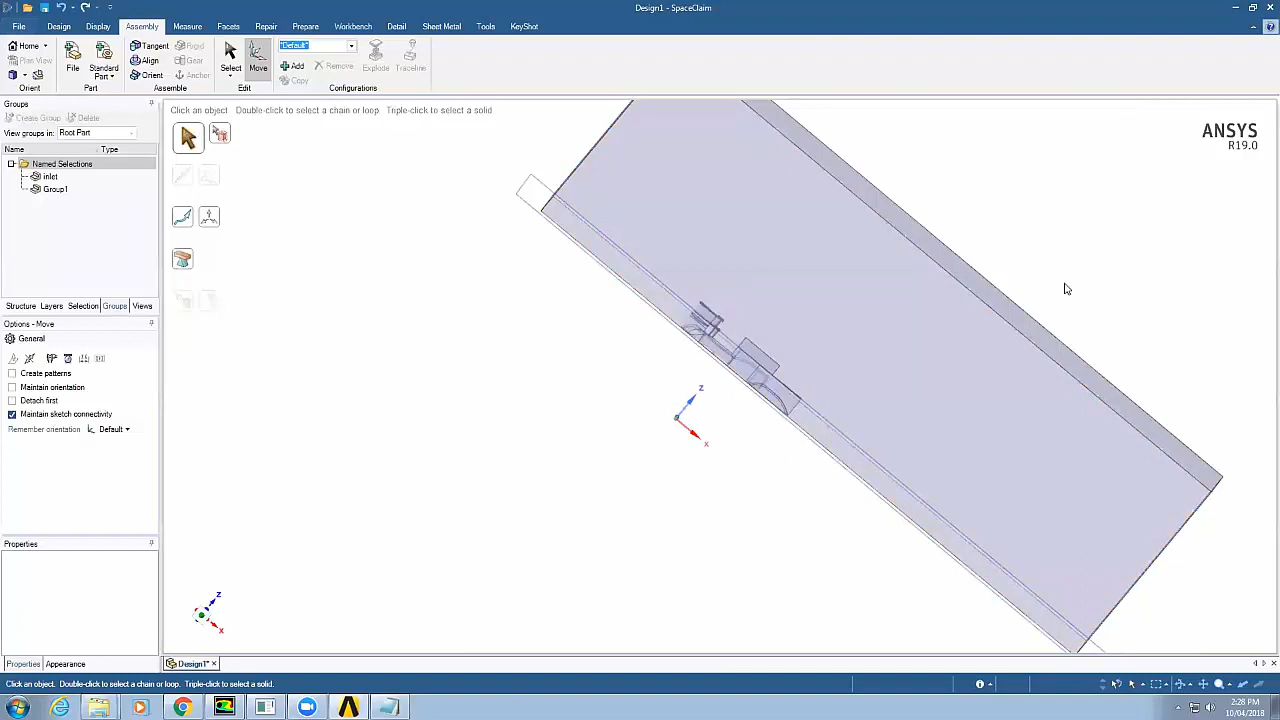 Design1 - SpaceClaim
File Design Display Assembly Measure Facets Repair Prepare Workbench Detail Sheet Metal Tools KeyShot
Home Tangent Rigid "Default"
Plan View Align Gear Add Remove
File Standard Part Orient Anchor Select Move Copy Explode Traceline
Orient Part Assemble Edit Configurations
Groups
Create Group Delete
View groups in: Root Part
Name Type
Named Selections
inlet
Group1
Structure Layers Selection Groups Views
Options - Move
General
Create patterns
Maintain orientation
Detach first
Maintain sketch connectivity
Remember orientation Default
Properties
Properties Appearance
Click an object Double-click to select a chain or loop Triple-click to select a solid
ANSYS
R19.0
z
x
z
x
Design1*
Click an object. Double-click to select a chain or loop. Triple-click to select a solid.
2:28 PM
10/04/2018